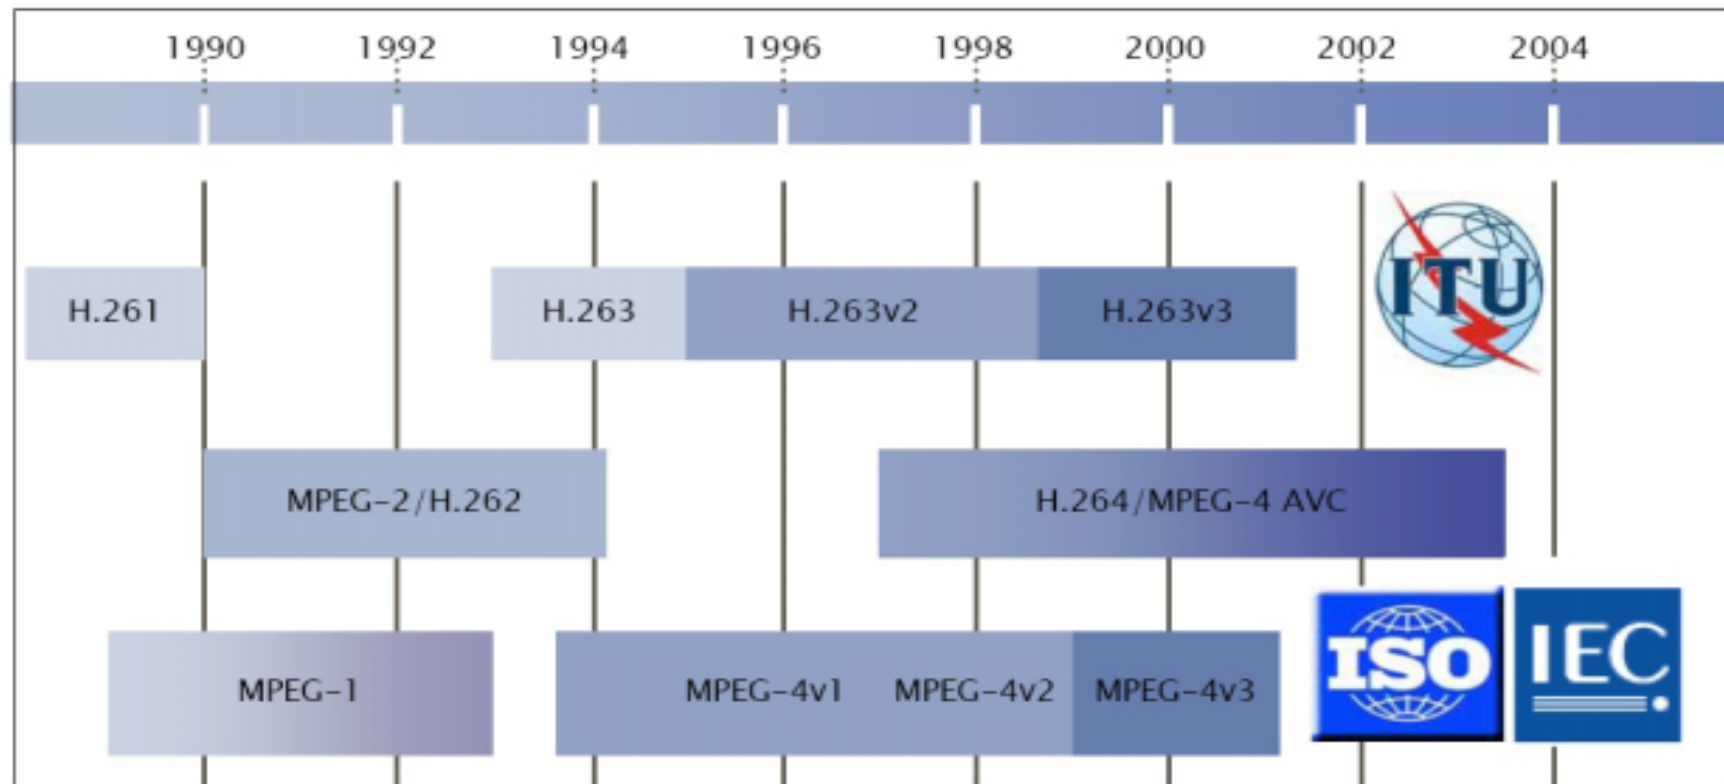 1990 1992 1994 1996 1998 2000 2002 2004
ITU
H.261 H.263 H.263v2 H.263v3
MPEG-2/H.262 H.264/MPEG-4 AVC
ISO IEC
MPEG-1 MPEG-4v1 MPEG-4v2 MPEG-4v3